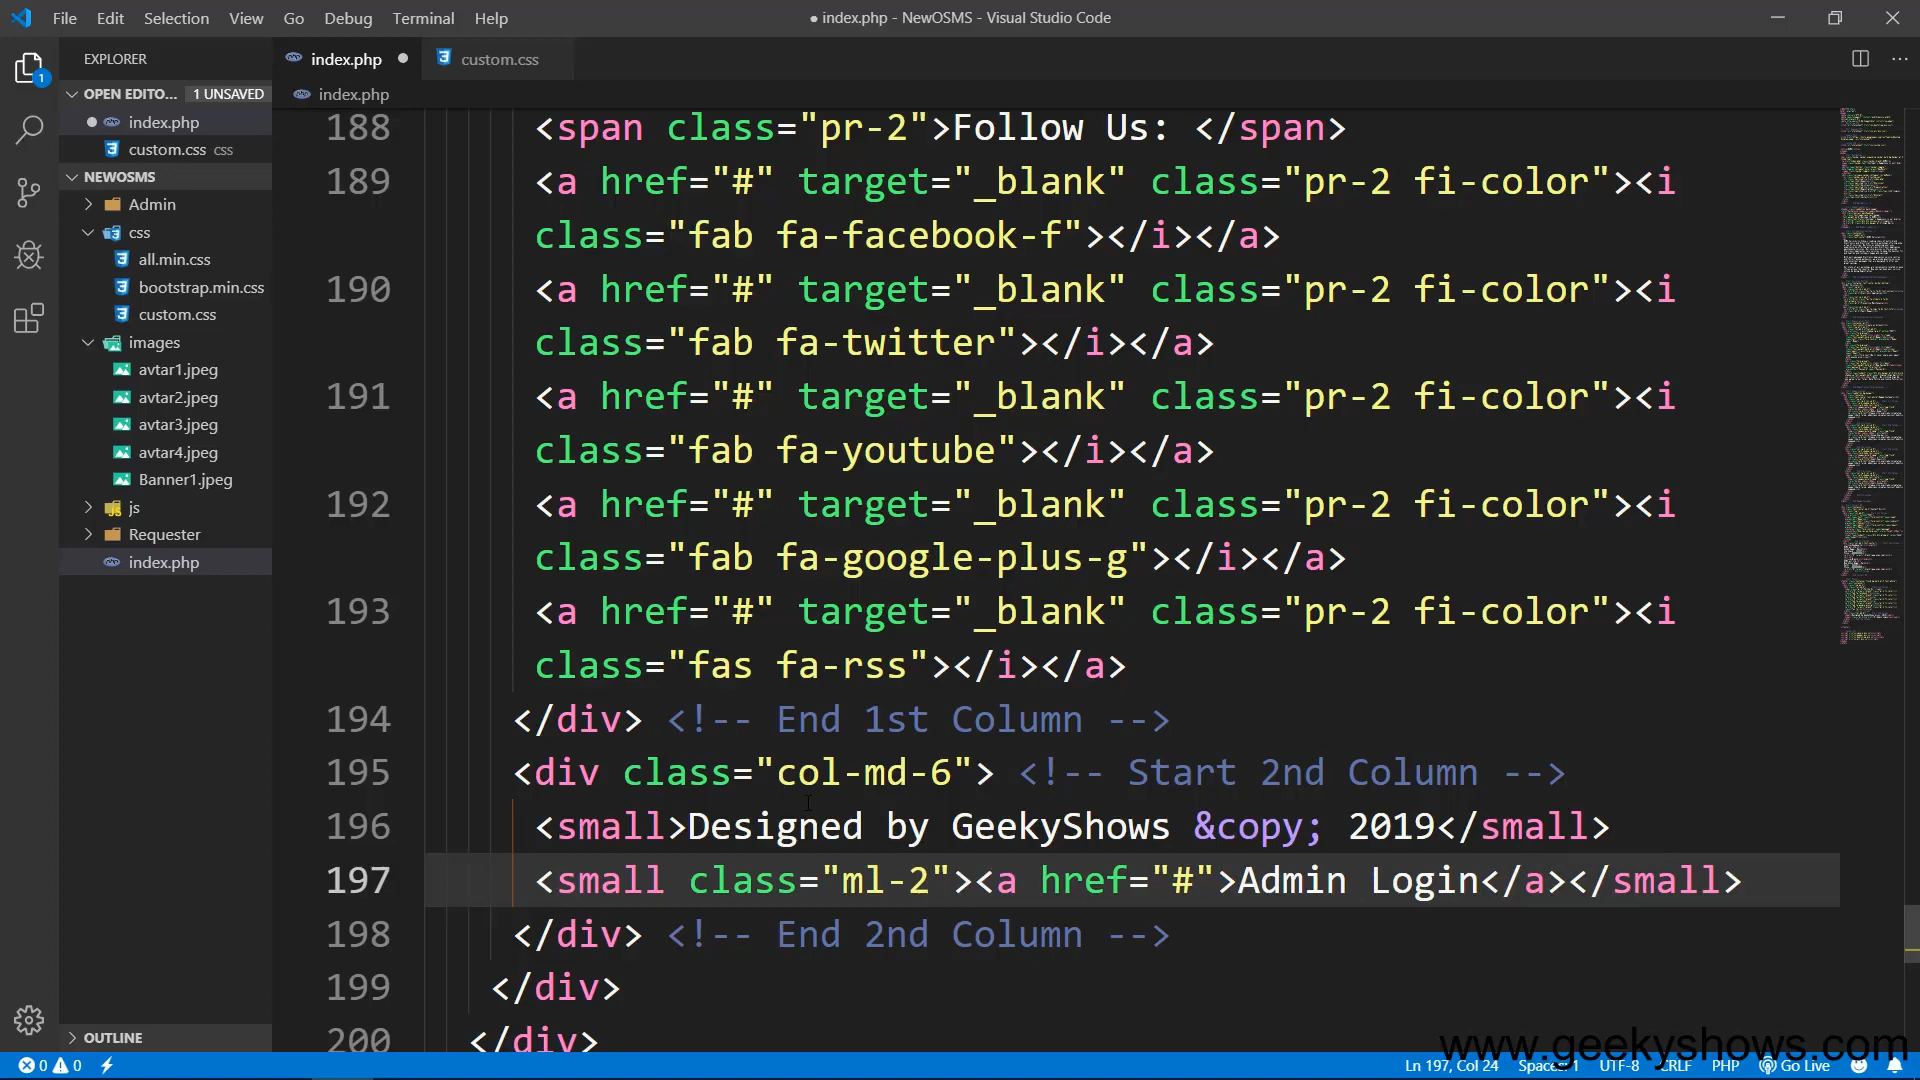 File Edit Selection View Go Debug Terminal Help
● index.php - NewOSMS - Visual Studio Code
EXPLORER
OPEN EDITO... 1 UNSAVED
index.php
custom.css css
NEWOSMS
Admin
css
all.min.css
bootstrap.min.css
custom.css
images
avtar1.jpeg
avtar2.jpeg
avtar3.jpeg
avtar4.jpeg
Banner1.jpeg
js
Requester
index.php
OUTLINE
index.php custom.css
index.php
188 <span class="pr-2">Follow Us: </span>
189 <a href="#" target="_blank" class="pr-2 fi-color"><i
class="fab fa-facebook-f"></i></a>
190 <a href="#" target="_blank" class="pr-2 fi-color"><i
class="fab fa-twitter"></i></a>
191 <a href="#" target="_blank" class="pr-2 fi-color"><i
class="fab fa-youtube"></i></a>
192 <a href="#" target="_blank" class="pr-2 fi-color"><i
class="fab fa-google-plus-g"></i></a>
193 <a href="#" target="_blank" class="pr-2 fi-color"><i
class="fas fa-rss"></i></a>
194 </div> <!-- End 1st Column -->
195 <div class="col-md-6"> <!-- Start 2nd Column -->
196 <small>Designed by GeekyShows &copy; 2019</small>
197 <small class="ml-2"><a href="#">Admin Login</a></small>
198 </div> <!-- End 2nd Column -->
199 </div>
200 </div>
www.geekyshows.com
0 0 Ln 197, Col 24 Spaces: 1 UTF-8 CRLF PHP Go Live